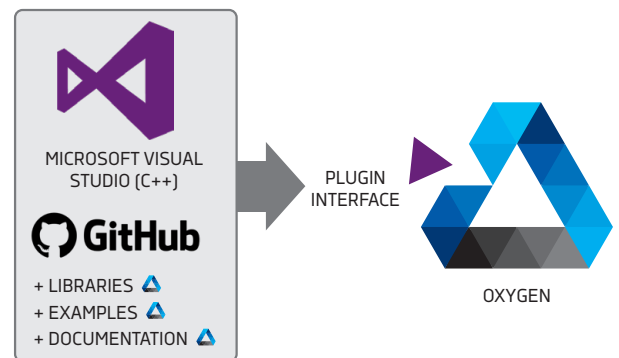 MICROSOFT VISUAL
STUDIO (C++)
GitHub
+ LIBRARIES
+ EXAMPLES
+ DOCUMENTATION
PLUGIN
INTERFACE
OXYGEN